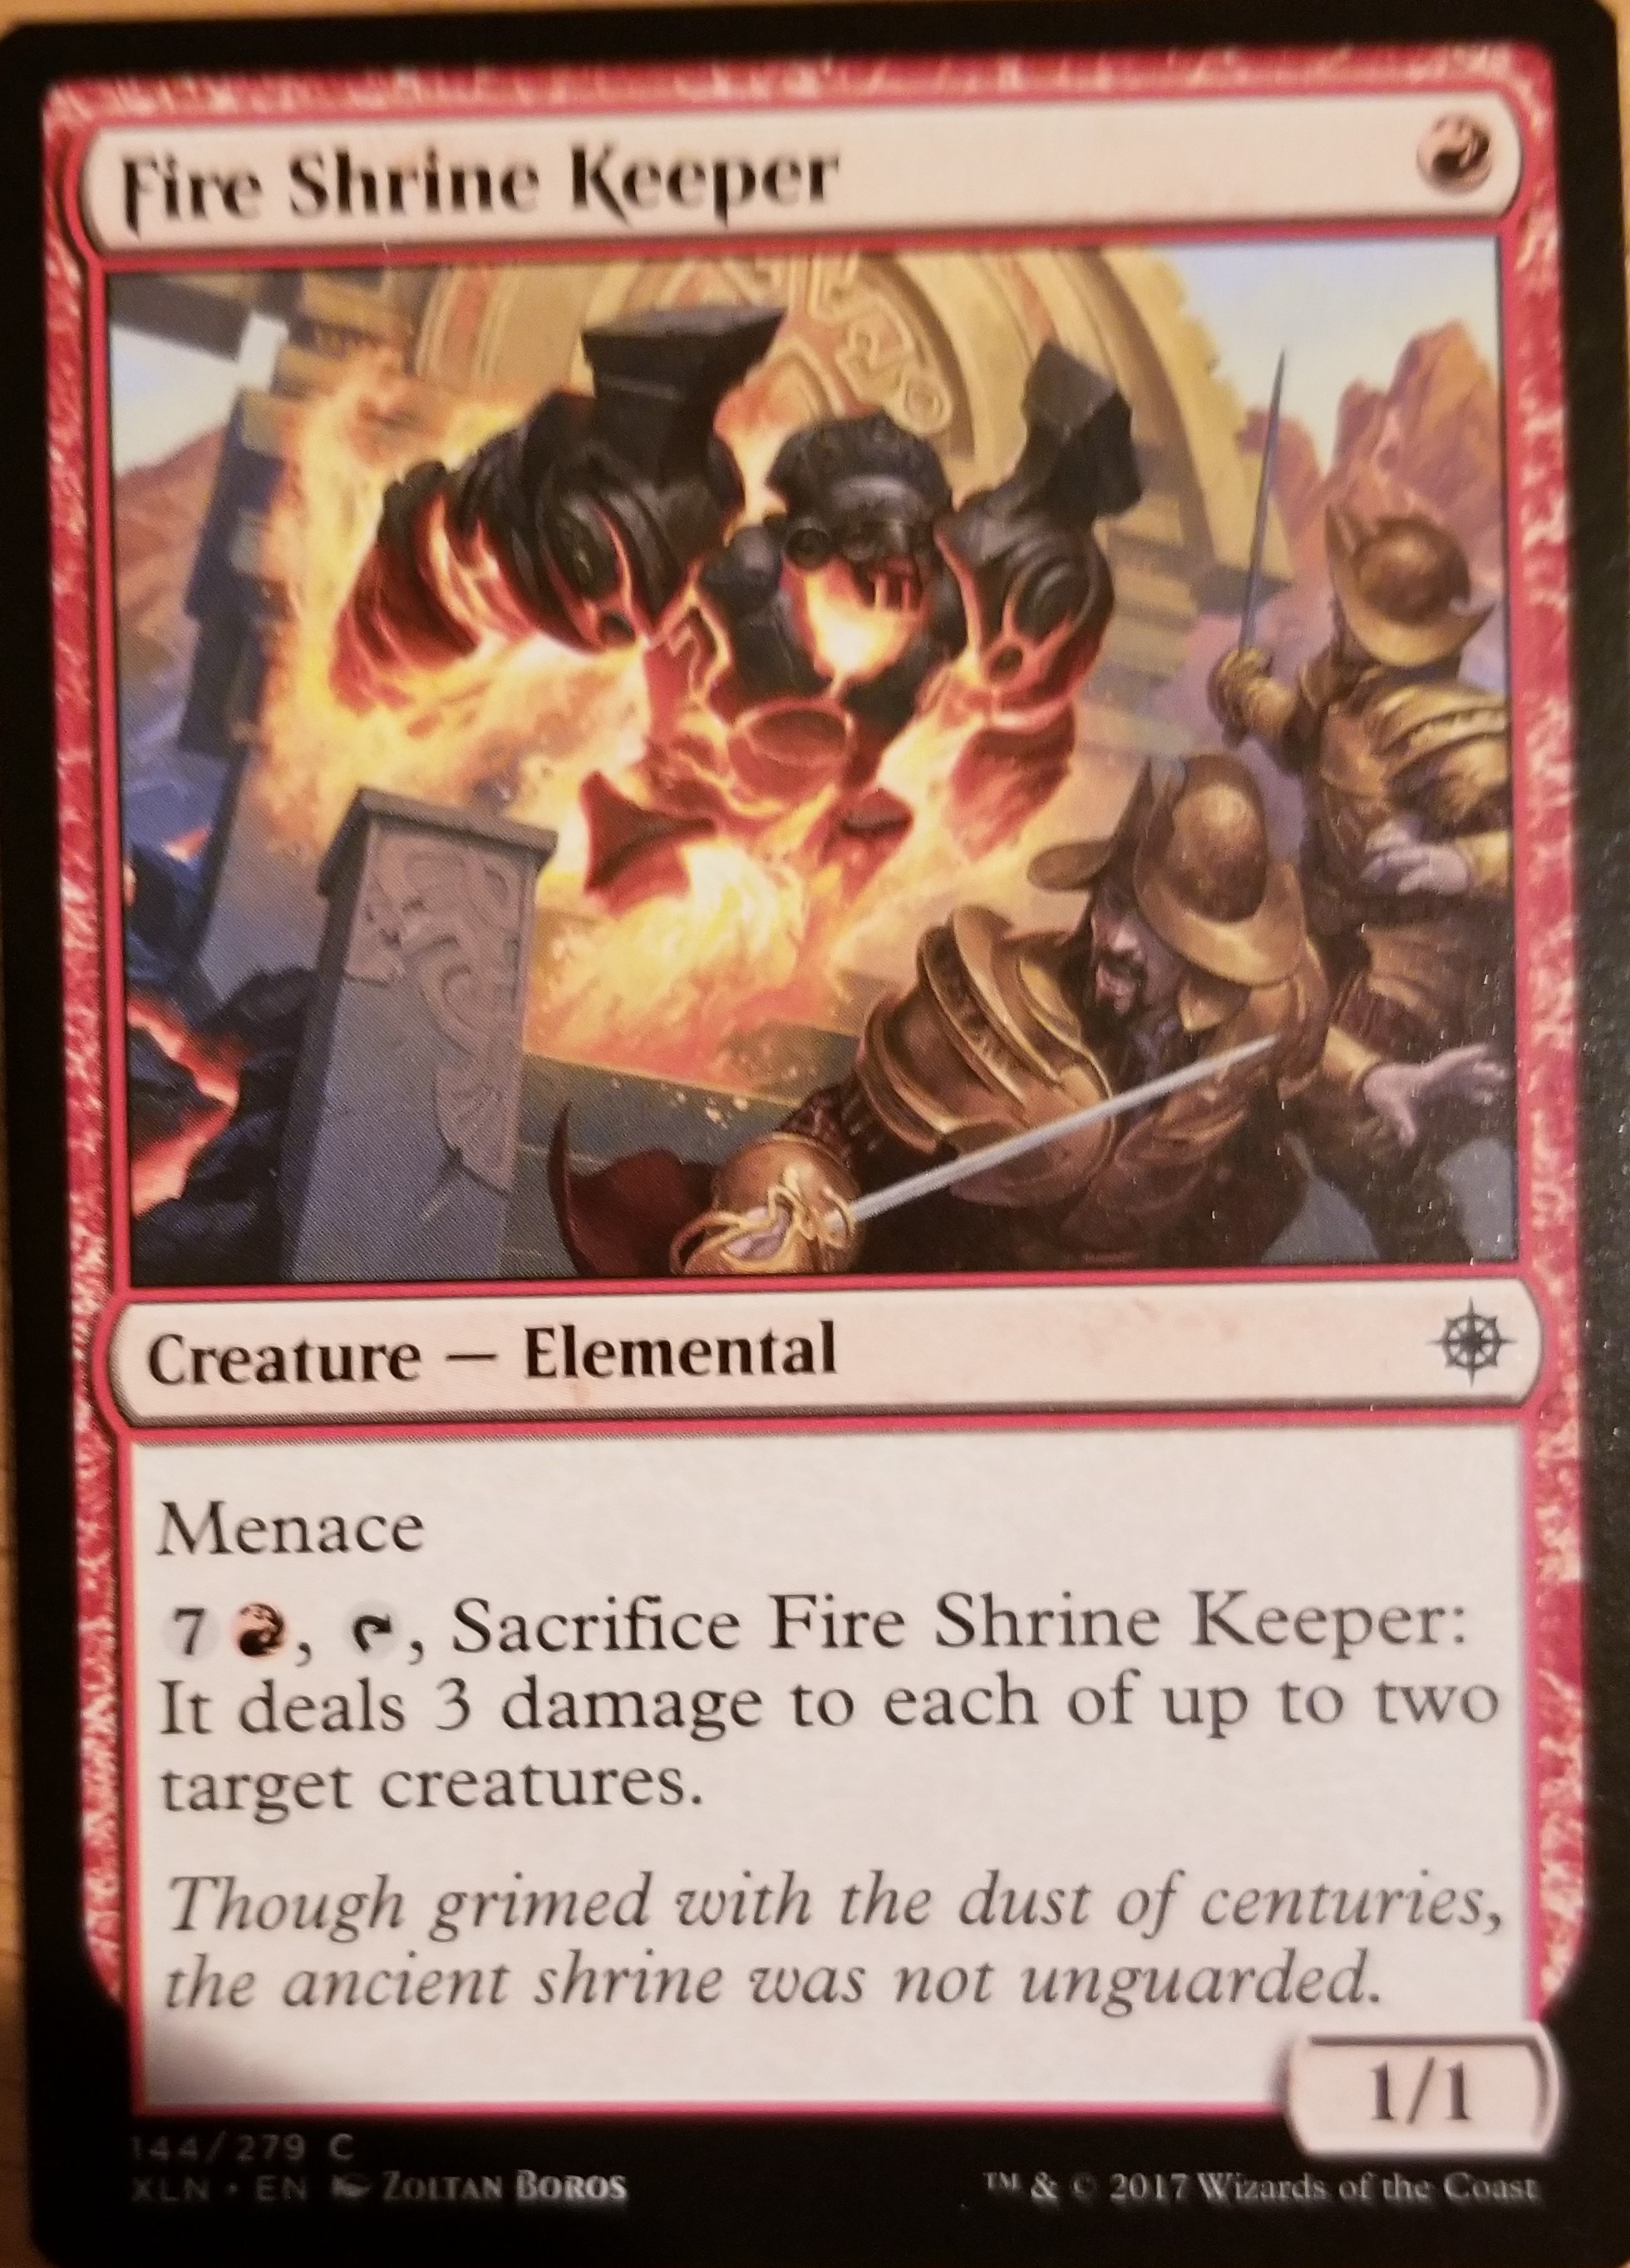 Fire Shrine Keeper
Creature — Elemental
Menace
7 , , Sacrifice Fire Shrine Keeper:
It deals 3 damage to each of up to two
target creatures.
Though grimed with the dust of centuries,
the ancient shrine was not unguarded.
1/1
144/279 C
XLN • EN Zoltan Boros
™ & © 2017 Wizards of the Coast